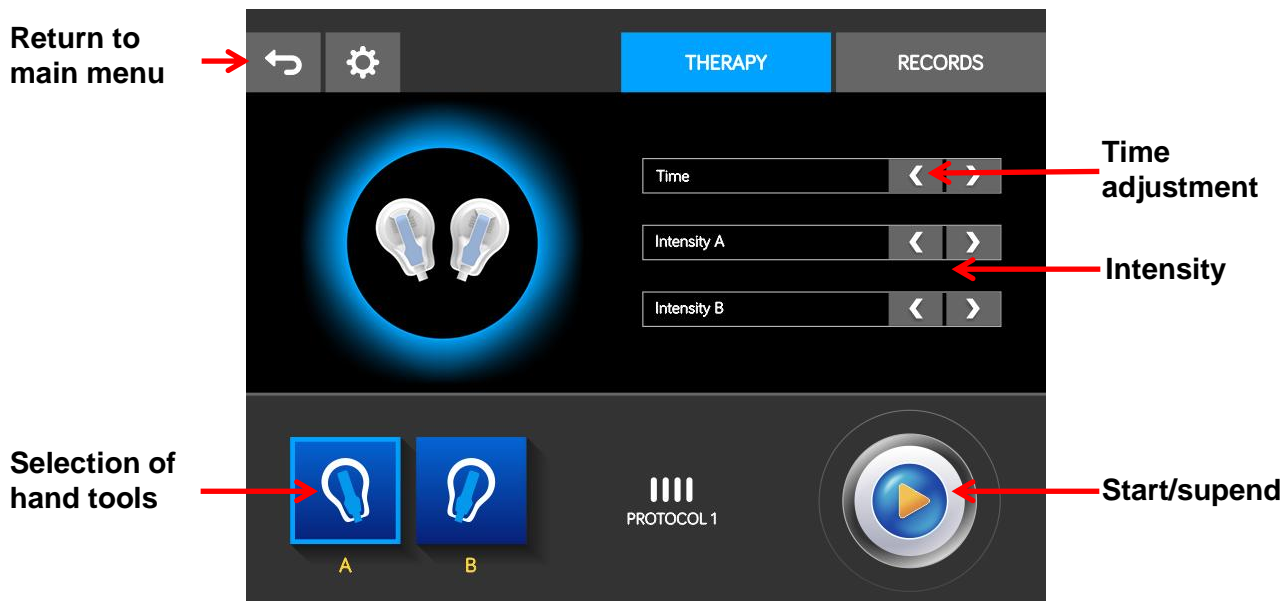 Return to
main menu
THERAPY
RECORDS
Time
Time
adjustment
Intensity A
Intensity
Intensity B
Selection of
hand tools
Start/supend
PROTOCOL 1
A
B